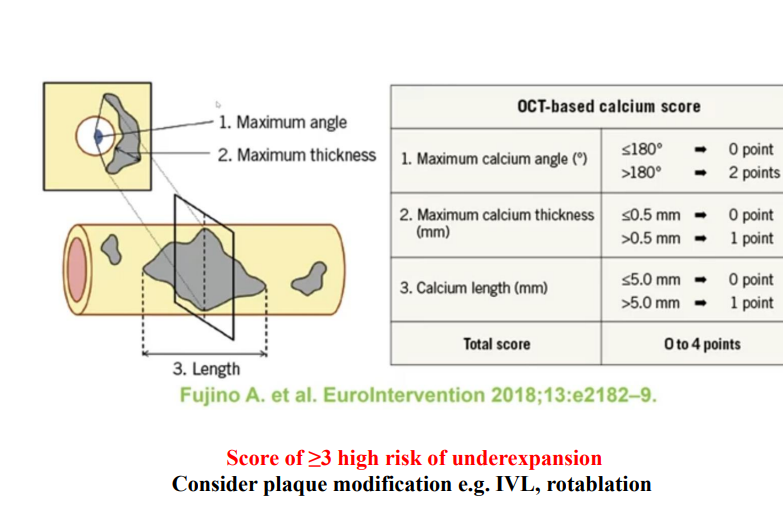 1. Maximum angle
2. Maximum thickness
3. Length
OCT-based calcium score
1. Maximum calcium angle (º)
≤180° ➡ 0 point
>180° ➡ 2 points
2. Maximum calcium thickness
(mm)
≤0.5 mm ➡ 0 point
>0.5 mm ➡ 1 point
3. Calcium length (mm)
≤5.0 mm ➡ 0 point
>5.0 mm ➡ 1 point
Total score
0 to 4 points
Fujino A. et al. EuroIntervention 2018;13:e2182–9.
Score of ≥3 high risk of underexpansion
Consider plaque modification e.g. IVL, rotablation